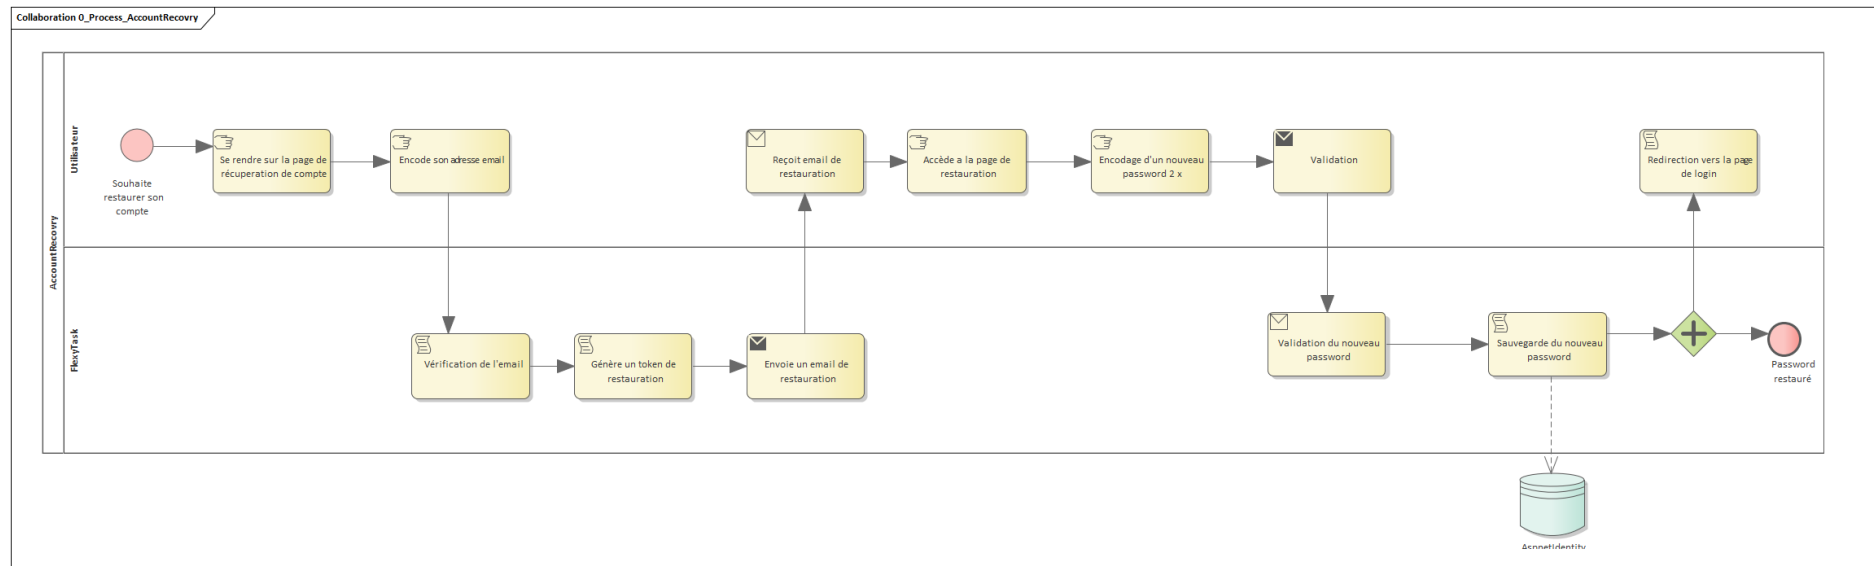 Collaboration 0_Process_AccountRecovry
AccountRecovry
Utilisateur
Souhaite
restaurer son
compte
Se rendre sur la page de
récuperation de compte
Encode son adresse email
Reçoit email de
restauration
Accède a la page de
restauration
Encodage d'un nouveau
password 2 x
Validation
Redirection vers la page
de login
FlexyTask
Vérification de l'email
Génère un token de
restauration
Envoie un email de
restauration
Validation du nouveau
password
Sauvegarde du nouveau
password
Password
restauré
AspnetIdentity